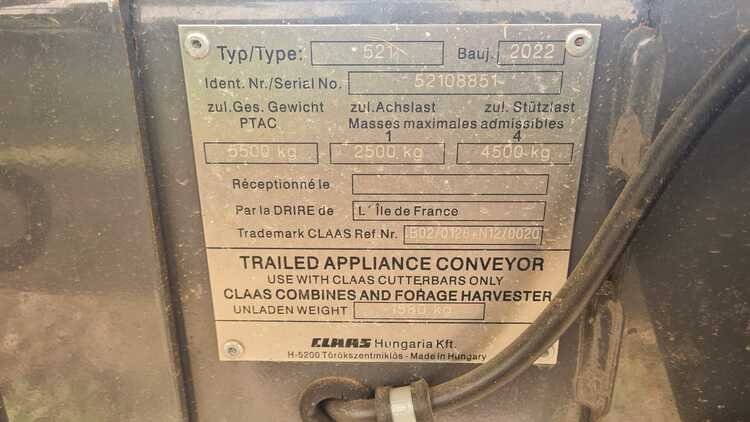 Typ/Type: 521 Bauj. 2022
Ident. Nr./Serial No. 52108851
zul.Ges. Gewicht zul.Achslast zul. Stützlast
PTAC Masses maximales admissibles
1 4
5500 kg 2500 kg 4500 kg
Réceptionné le
Par la DRIRE de L´Île de France
Trademark CLAAS Ref Nr.
TRAILED APPLIANCE CONVEYOR
USE WITH CLAAS CUTTERBARS ONLY
CLAAS COMBINES AND FORAGE HARVESTER
UNLADEN WEIGHT 1580 kg
CLAAS Hungaria Kft.
H-5200 Törökszentmiklós - Made in Hungary